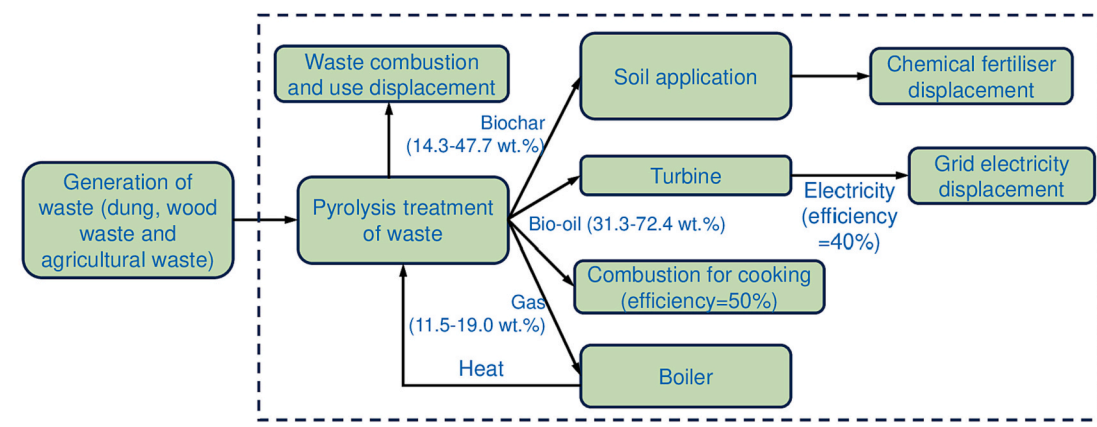 Waste combustion
and use displacement
Soil application
Chemical fertiliser
displacement
Biochar
(14.3-47.7 wt.%)
Generation of
waste (dung, wood
waste and
agricultural waste)
Pyrolysis treatment
of waste
Turbine
Electricity
(efficiency
=40%)
Grid electricity
displacement
Bio-oil (31.3-72.4 wt.%)
Combustion for cooking
(efficiency=50%)
Gas
(11.5-19.0 wt.%)
Heat
Boiler